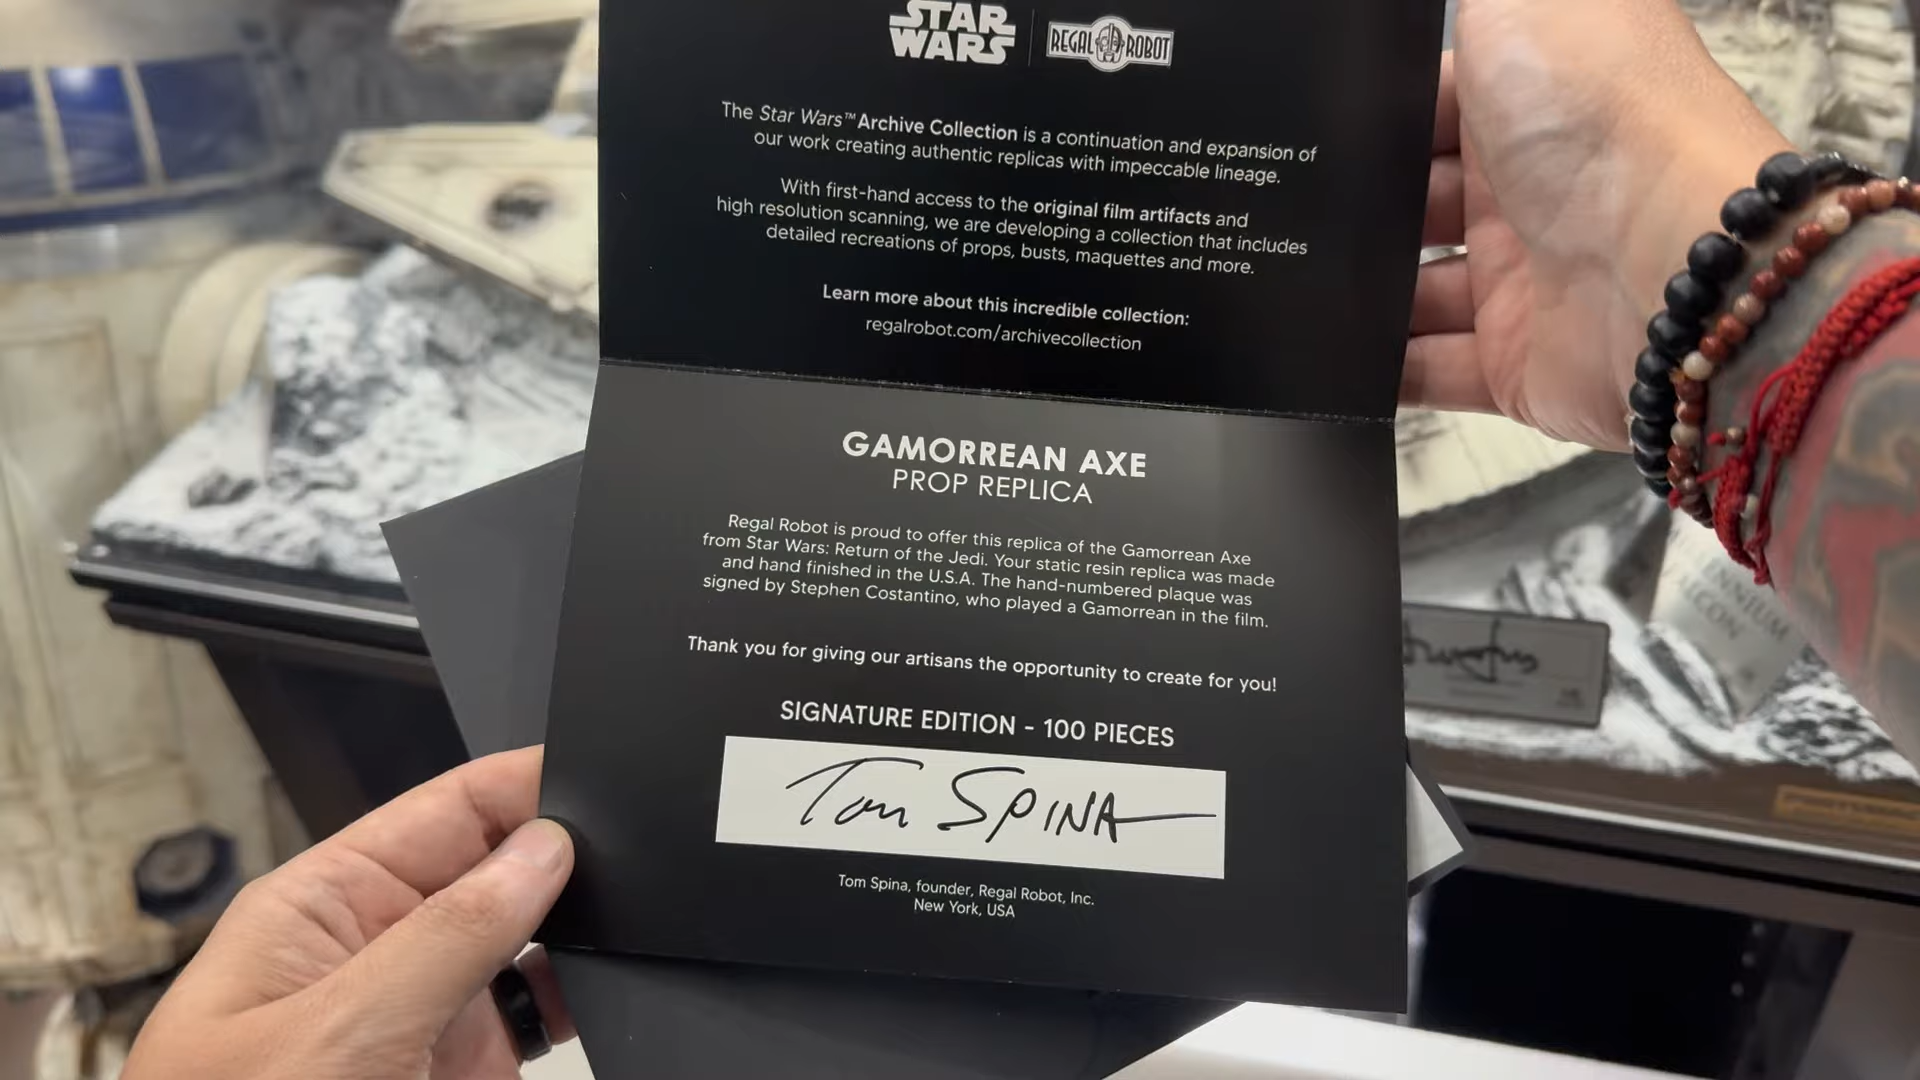 STAR
WARS
REGAL ROBOT
The Star Wars™ Archive Collection is a continuation and expansion of
our work creating authentic replicas with impeccable lineage.
With first-hand access to the original film artifacts and
high resolution scanning, we are developing a collection that includes
detailed recreations of props, busts, maquettes and more.
Learn more about this incredible collection:
regalrobot.com/archivecollection
GAMORREAN AXE
PROP REPLICA
Regal Robot is proud to offer this replica of the Gamorrean Axe
from Star Wars: Return of the Jedi. Your static resin replica was made
and hand finished in the U.S.A. The hand-numbered plaque was
signed by Stephen Costantino, who played a Gamorrean in the film.
Thank you for giving our artisans the opportunity to create for you!
SIGNATURE EDITION - 100 PIECES
Tom SPINA
Tom Spina, founder, Regal Robot, Inc.
New York, USA